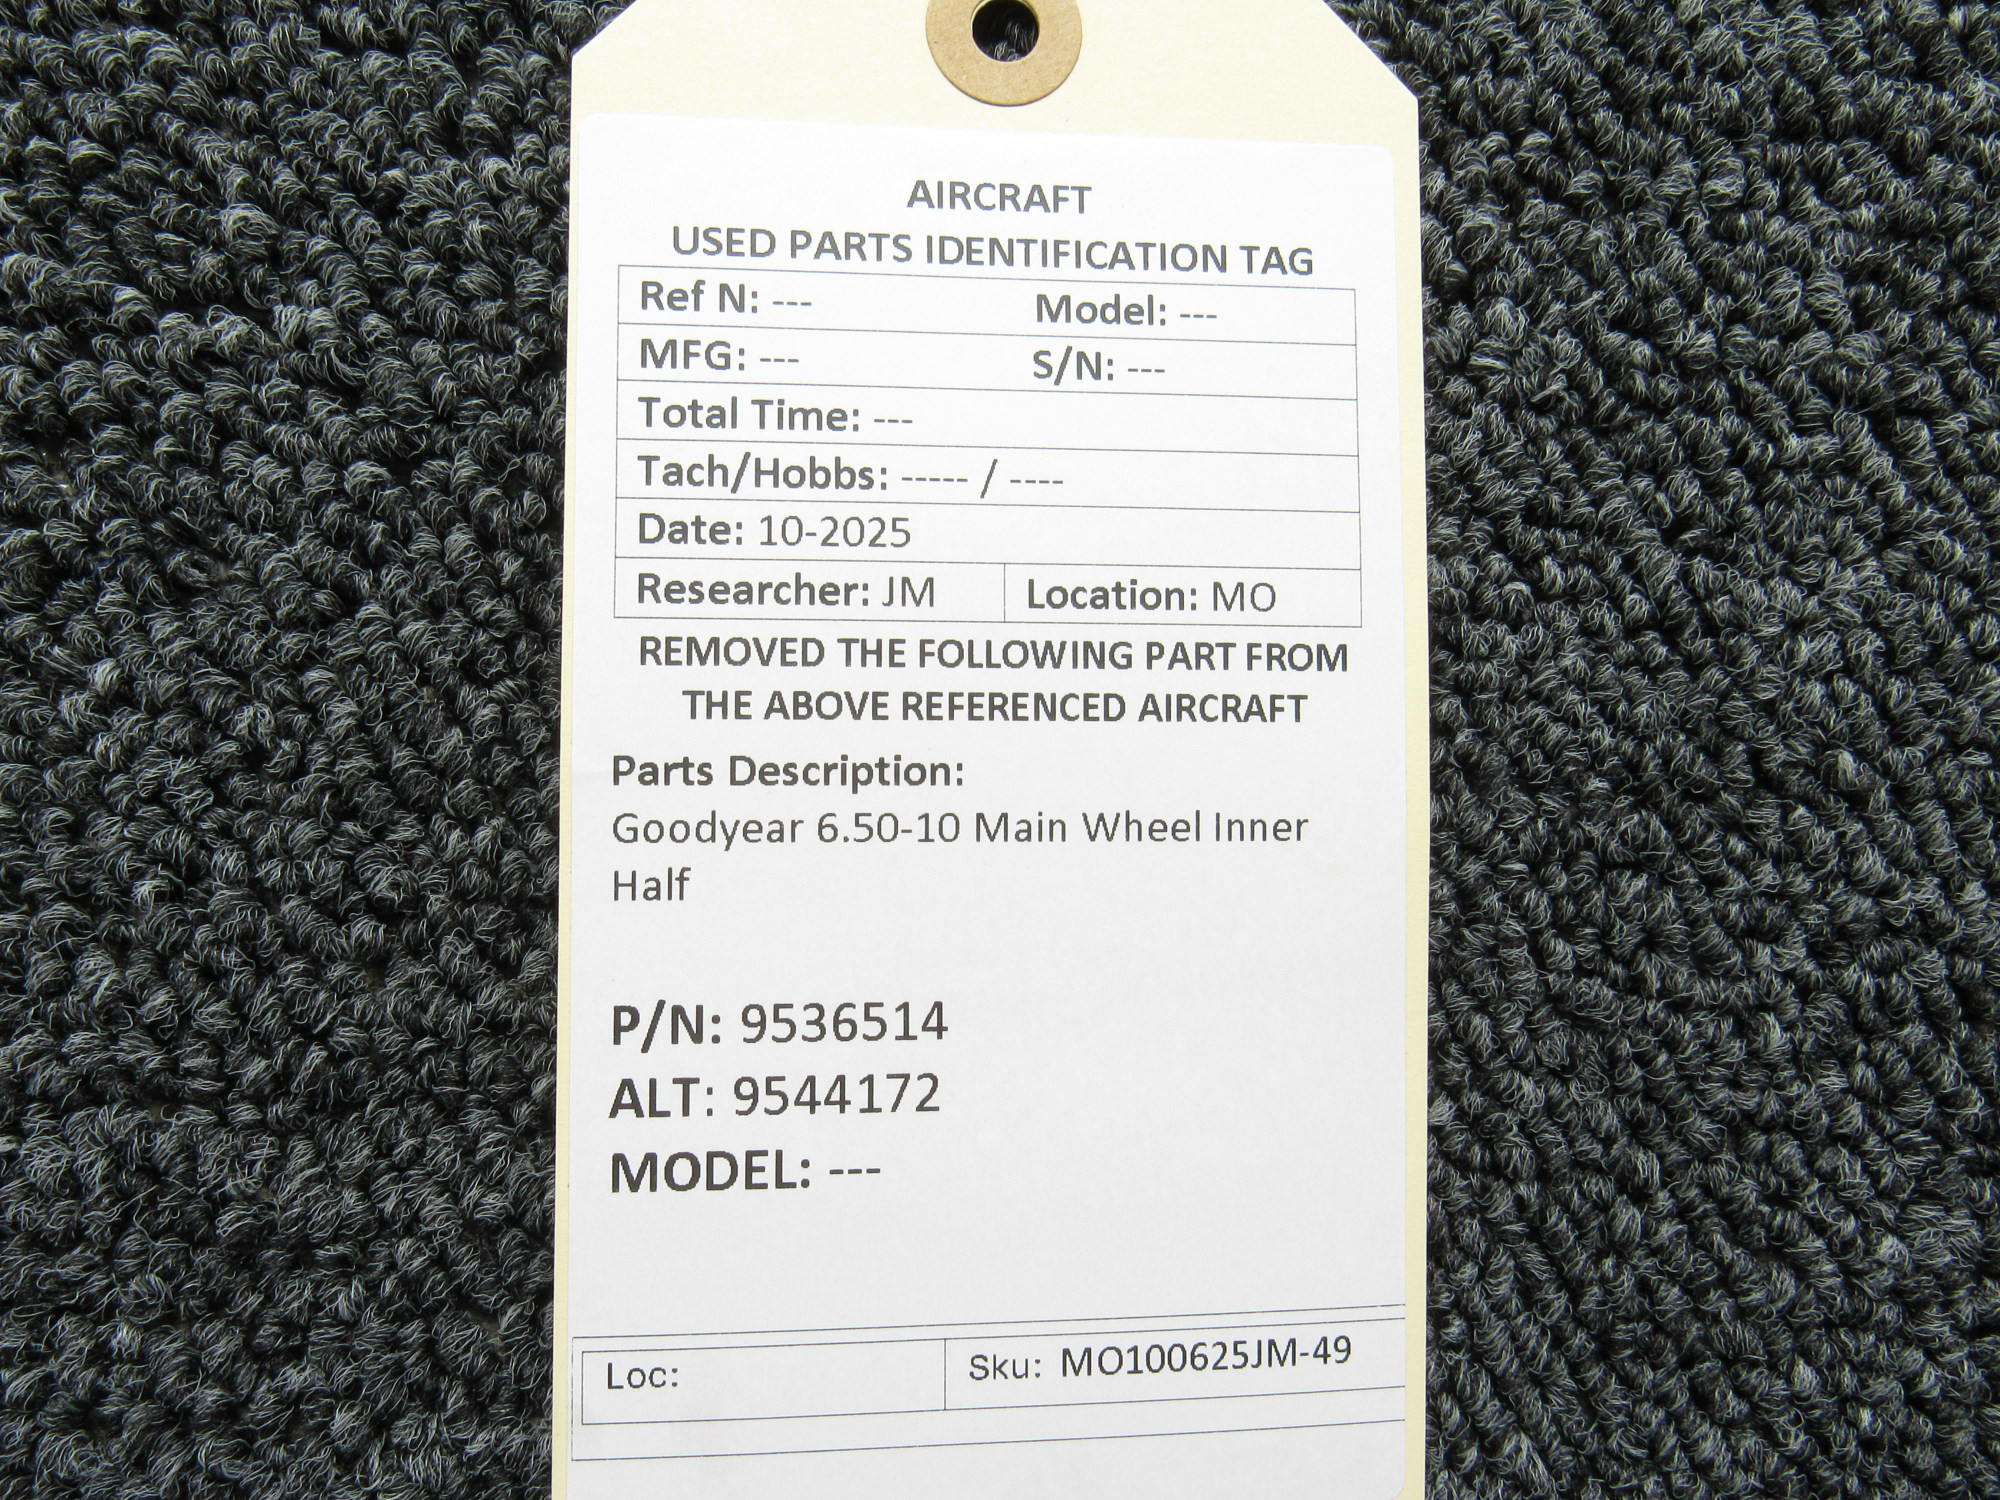 AIRCRAFT
USED PARTS IDENTIFICATION TAG
Ref N: --- Model: ---
MFG: --- S/N: ---
Total Time: ---
Tach/Hobbs: ----- / ----
Date: 10-2025
Researcher: JM Location: MO
REMOVED THE FOLLOWING PART FROM
THE ABOVE REFERENCED AIRCRAFT
Parts Description:
Goodyear 6.50-10 Main Wheel Inner
Half
P/N: 9536514
ALT: 9544172
MODEL: ---
Loc: Sku: MO100625JM-49